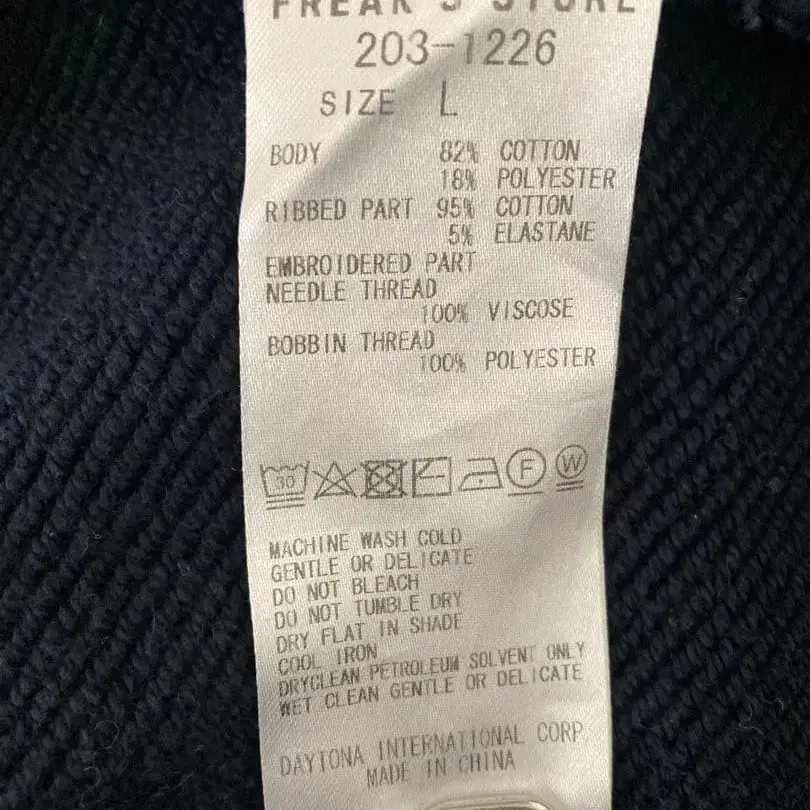 FREAK'S STORE
203-1226
SIZE L
BODY 82% COTTON
18% POLYESTER
RIBBED PART 95% COTTON
5% ELASTANE
EMBROIDERED PART
NEEDLE THREAD
100% VISCOSE
BOBBIN THREAD
100% POLYESTER
30 F W
MACHINE WASH COLD
GENTLE OR DELICATE
DO NOT BLEACH
DO NOT TUMBLE DRY
DRY FLAT IN SHADE
COOL IRON
DRYCLEAN PETROLEUM SOLVENT ONLY
WET CLEAN GENTLE OR DELICATE
DAYTONA INTERNATIONAL CORP
MADE IN CHINA